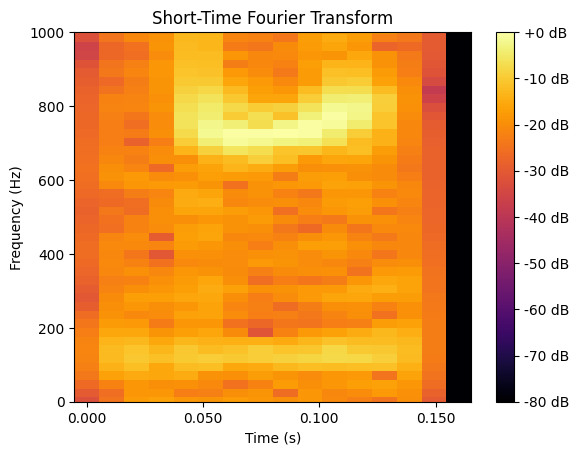 Short-Time Fourier Transform
1000
800
600
400
200
0
Frequency (Hz)
0.000
0.050
0.100
0.150
Time (s)
+0 dB
-10 dB
-20 dB
-30 dB
-40 dB
-50 dB
-60 dB
-70 dB
-80 dB